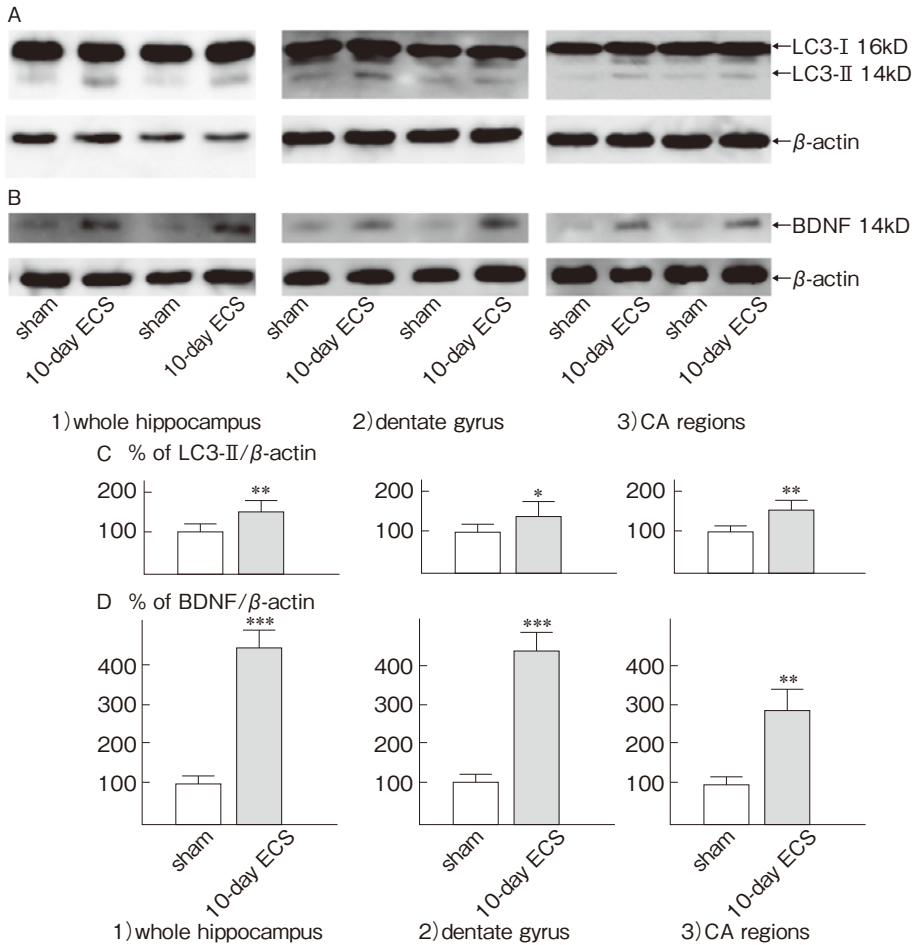 A
←LC3-Ⅰ 16kD
←LC3-Ⅱ 14kD
←β-actin
B
←BDNF 14kD
←β-actin
sham 10-day ECS sham 10-day ECS sham 10-day ECS sham 10-day ECS sham 10-day ECS sham 10-day ECS
1)whole hippocampus 2)dentate gyrus 3)CA regions
C % of LC3-Ⅱ/β-actin
200 ** 200 * 200 **
100 100 100
D % of BDNF/β-actin
*** *** **
400 400 400
300 300 300
200 200 200
100 100 100
sham 10-day ECS sham 10-day ECS sham 10-day ECS
1)whole hippocampus 2)dentate gyrus 3)CA regions